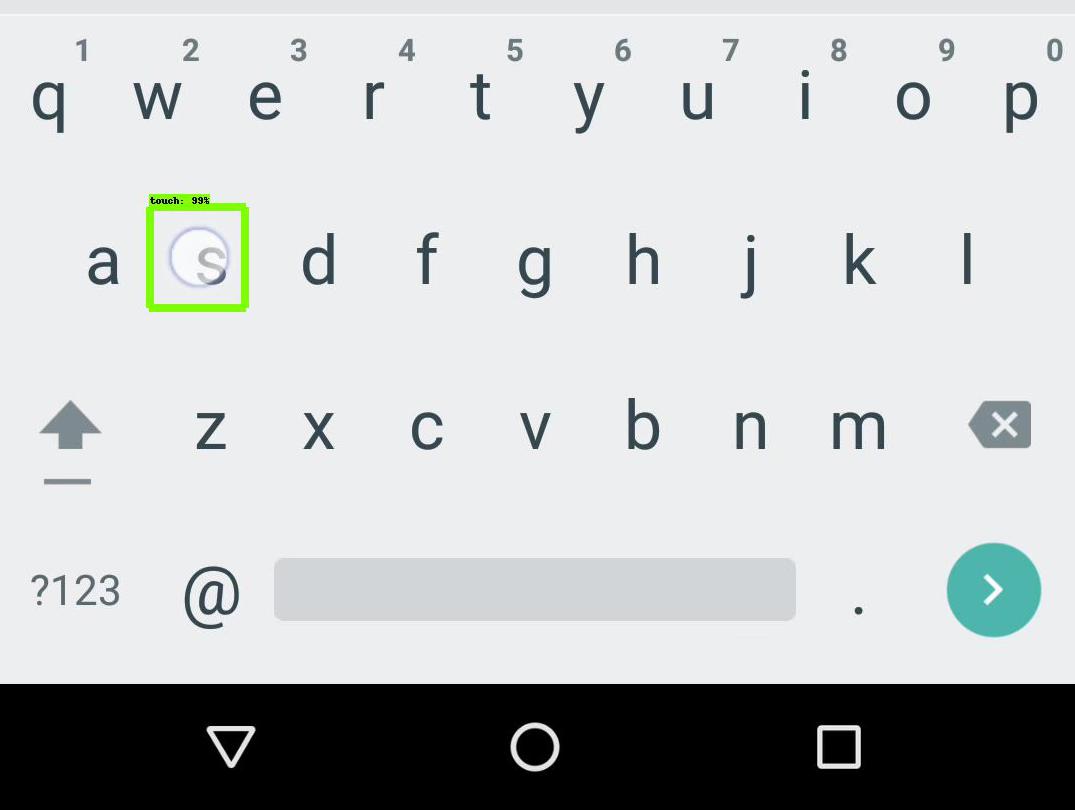 1 2 3 4 5 6 7 8 9 0
q w e r t y u i o p
touch: 99%
a s d f g h j k l
z x c v b n m
?123 @ .